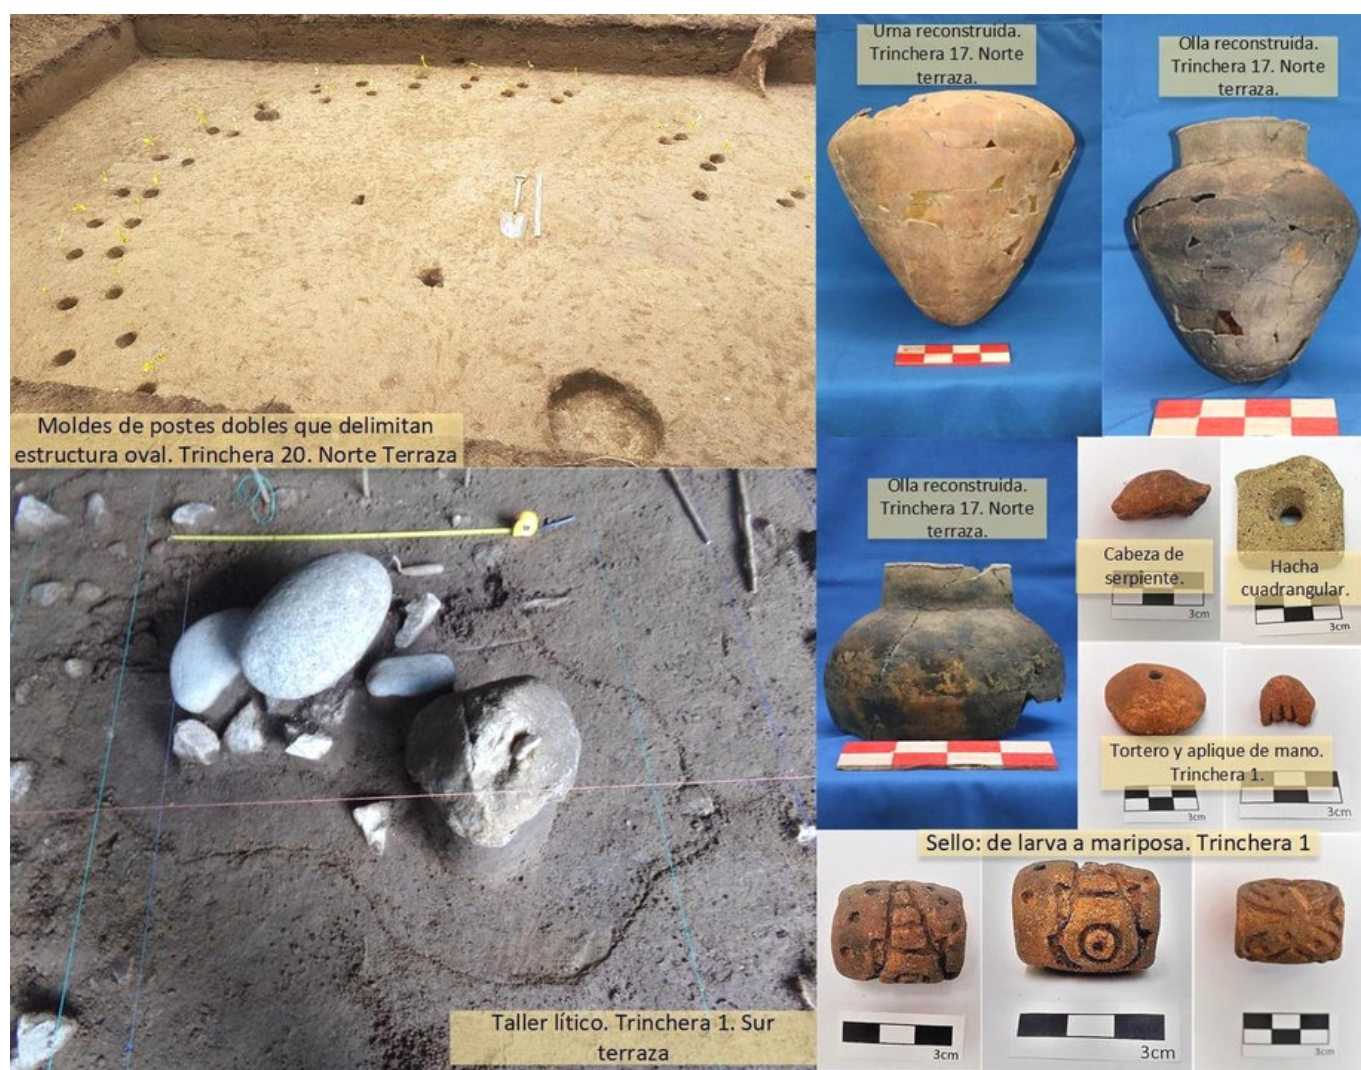 Moldes de postes dobles que delimitan
estructura oval. Trinchera 20. Norte Terraza
Urna reconstruida.
Trinchera 17. Norte
terraza.
Olla reconstruida.
Trinchera 17. Norte
terraza.
Olla reconstruida.
Trinchera 17. Norte
terraza.
Cabeza de
serpiente.
3cm
Hacha
cuadrangular.
3cm
Tortero y aplique de mano.
Trinchera 1.
3cm
3cm
Sello: de larva a mariposa. Trinchera 1
3cm
3cm
3cm
Taller lítico. Trinchera 1. Sur
terraza